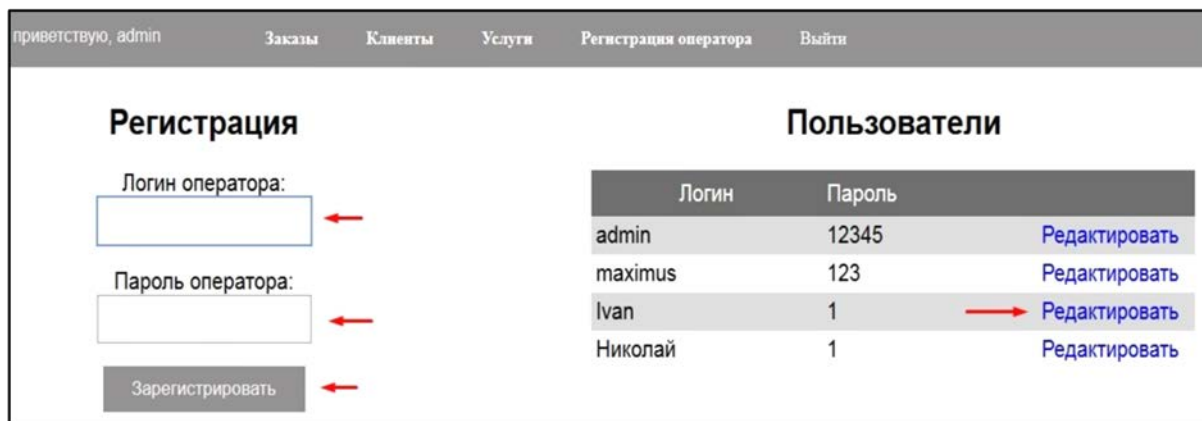 приветствую, admin Заказы Клиенты Услуги Регистрация оператора Выйти
Регистрация
Логин оператора:
Пароль оператора:
Зарегистрировать
Пользователи
Логин Пароль
admin 12345 Редактировать
maximus 123 Редактировать
Ivan 1 Редактировать
Николай 1 Редактировать